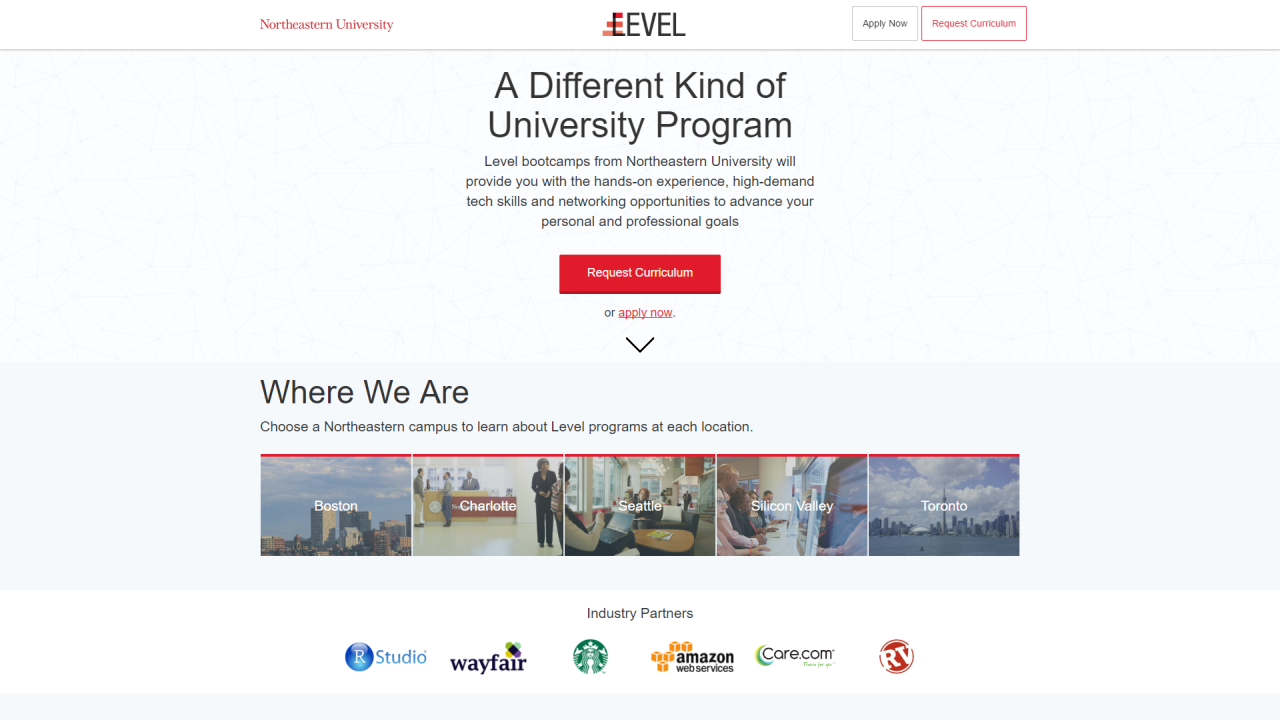 Northeastern University
LEVEL
Apply Now
Request Curriculum
A Different Kind of
University Program
Level bootcamps from Northeastern University will
provide you with the hands-on experience, high-demand
tech skills and networking opportunities to advance your
personal and professional goals
Request Curriculum
or apply now.
Where We Are
Choose a Northeastern campus to learn about Level programs at each location.
Boston
Charlotte
Seattle
Silicon Valley
Toronto
Industry Partners
R Studio
wayfair
amazon
web services
Care.com
RV